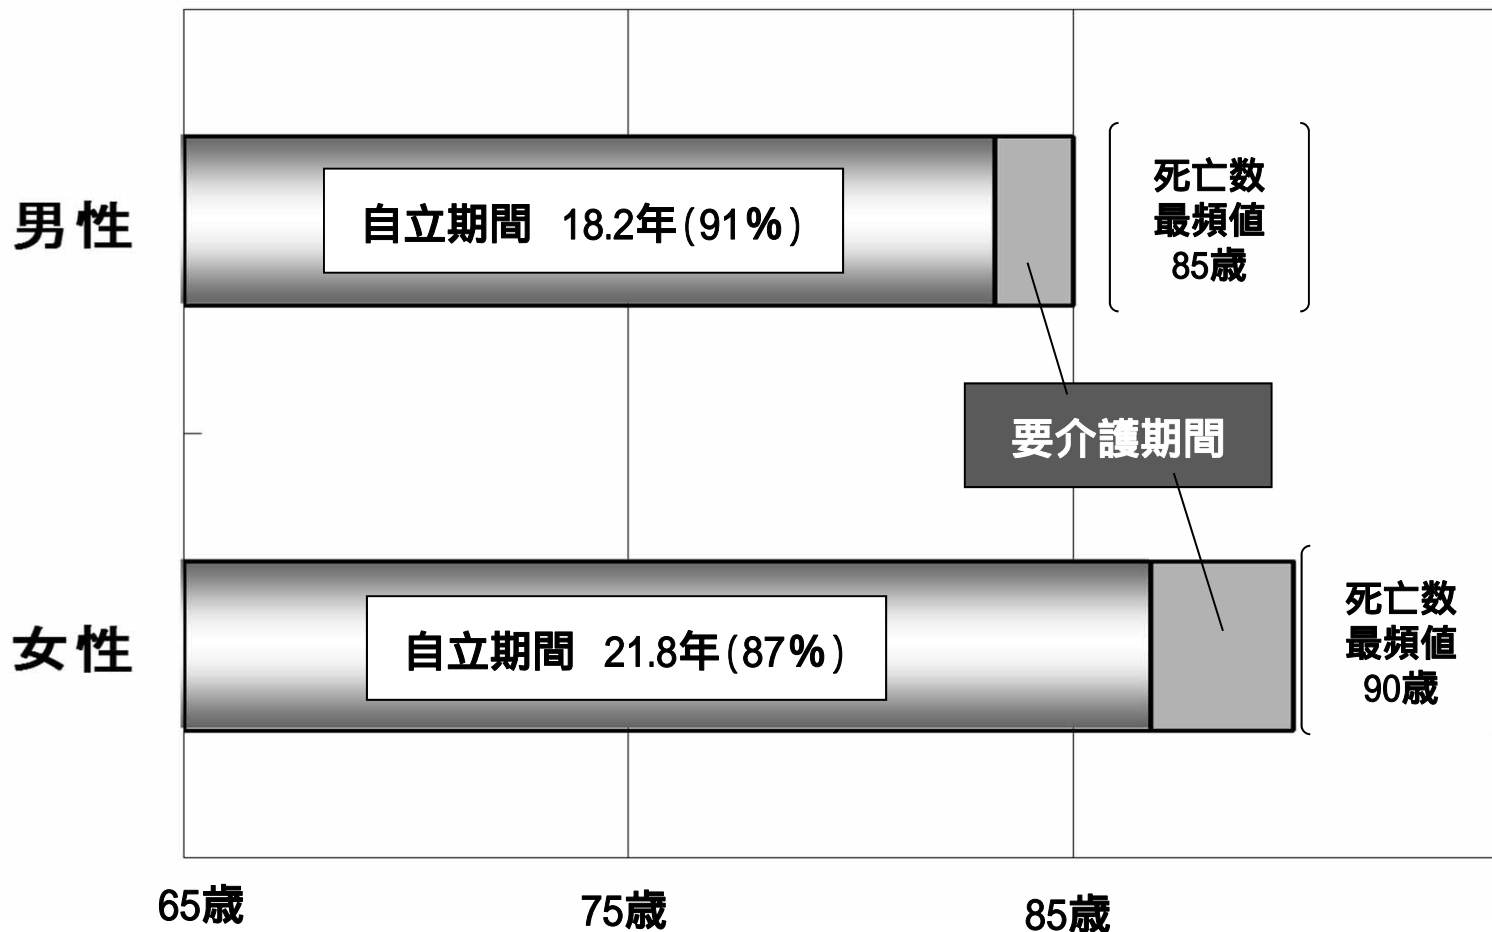 男性
自立期間 18.2年(91%)
死亡数
最頻値
85歳
要介護期間
女性
自立期間 21.8年(87%)
死亡数
最頻値
90歳
65歳
75歳
85歳